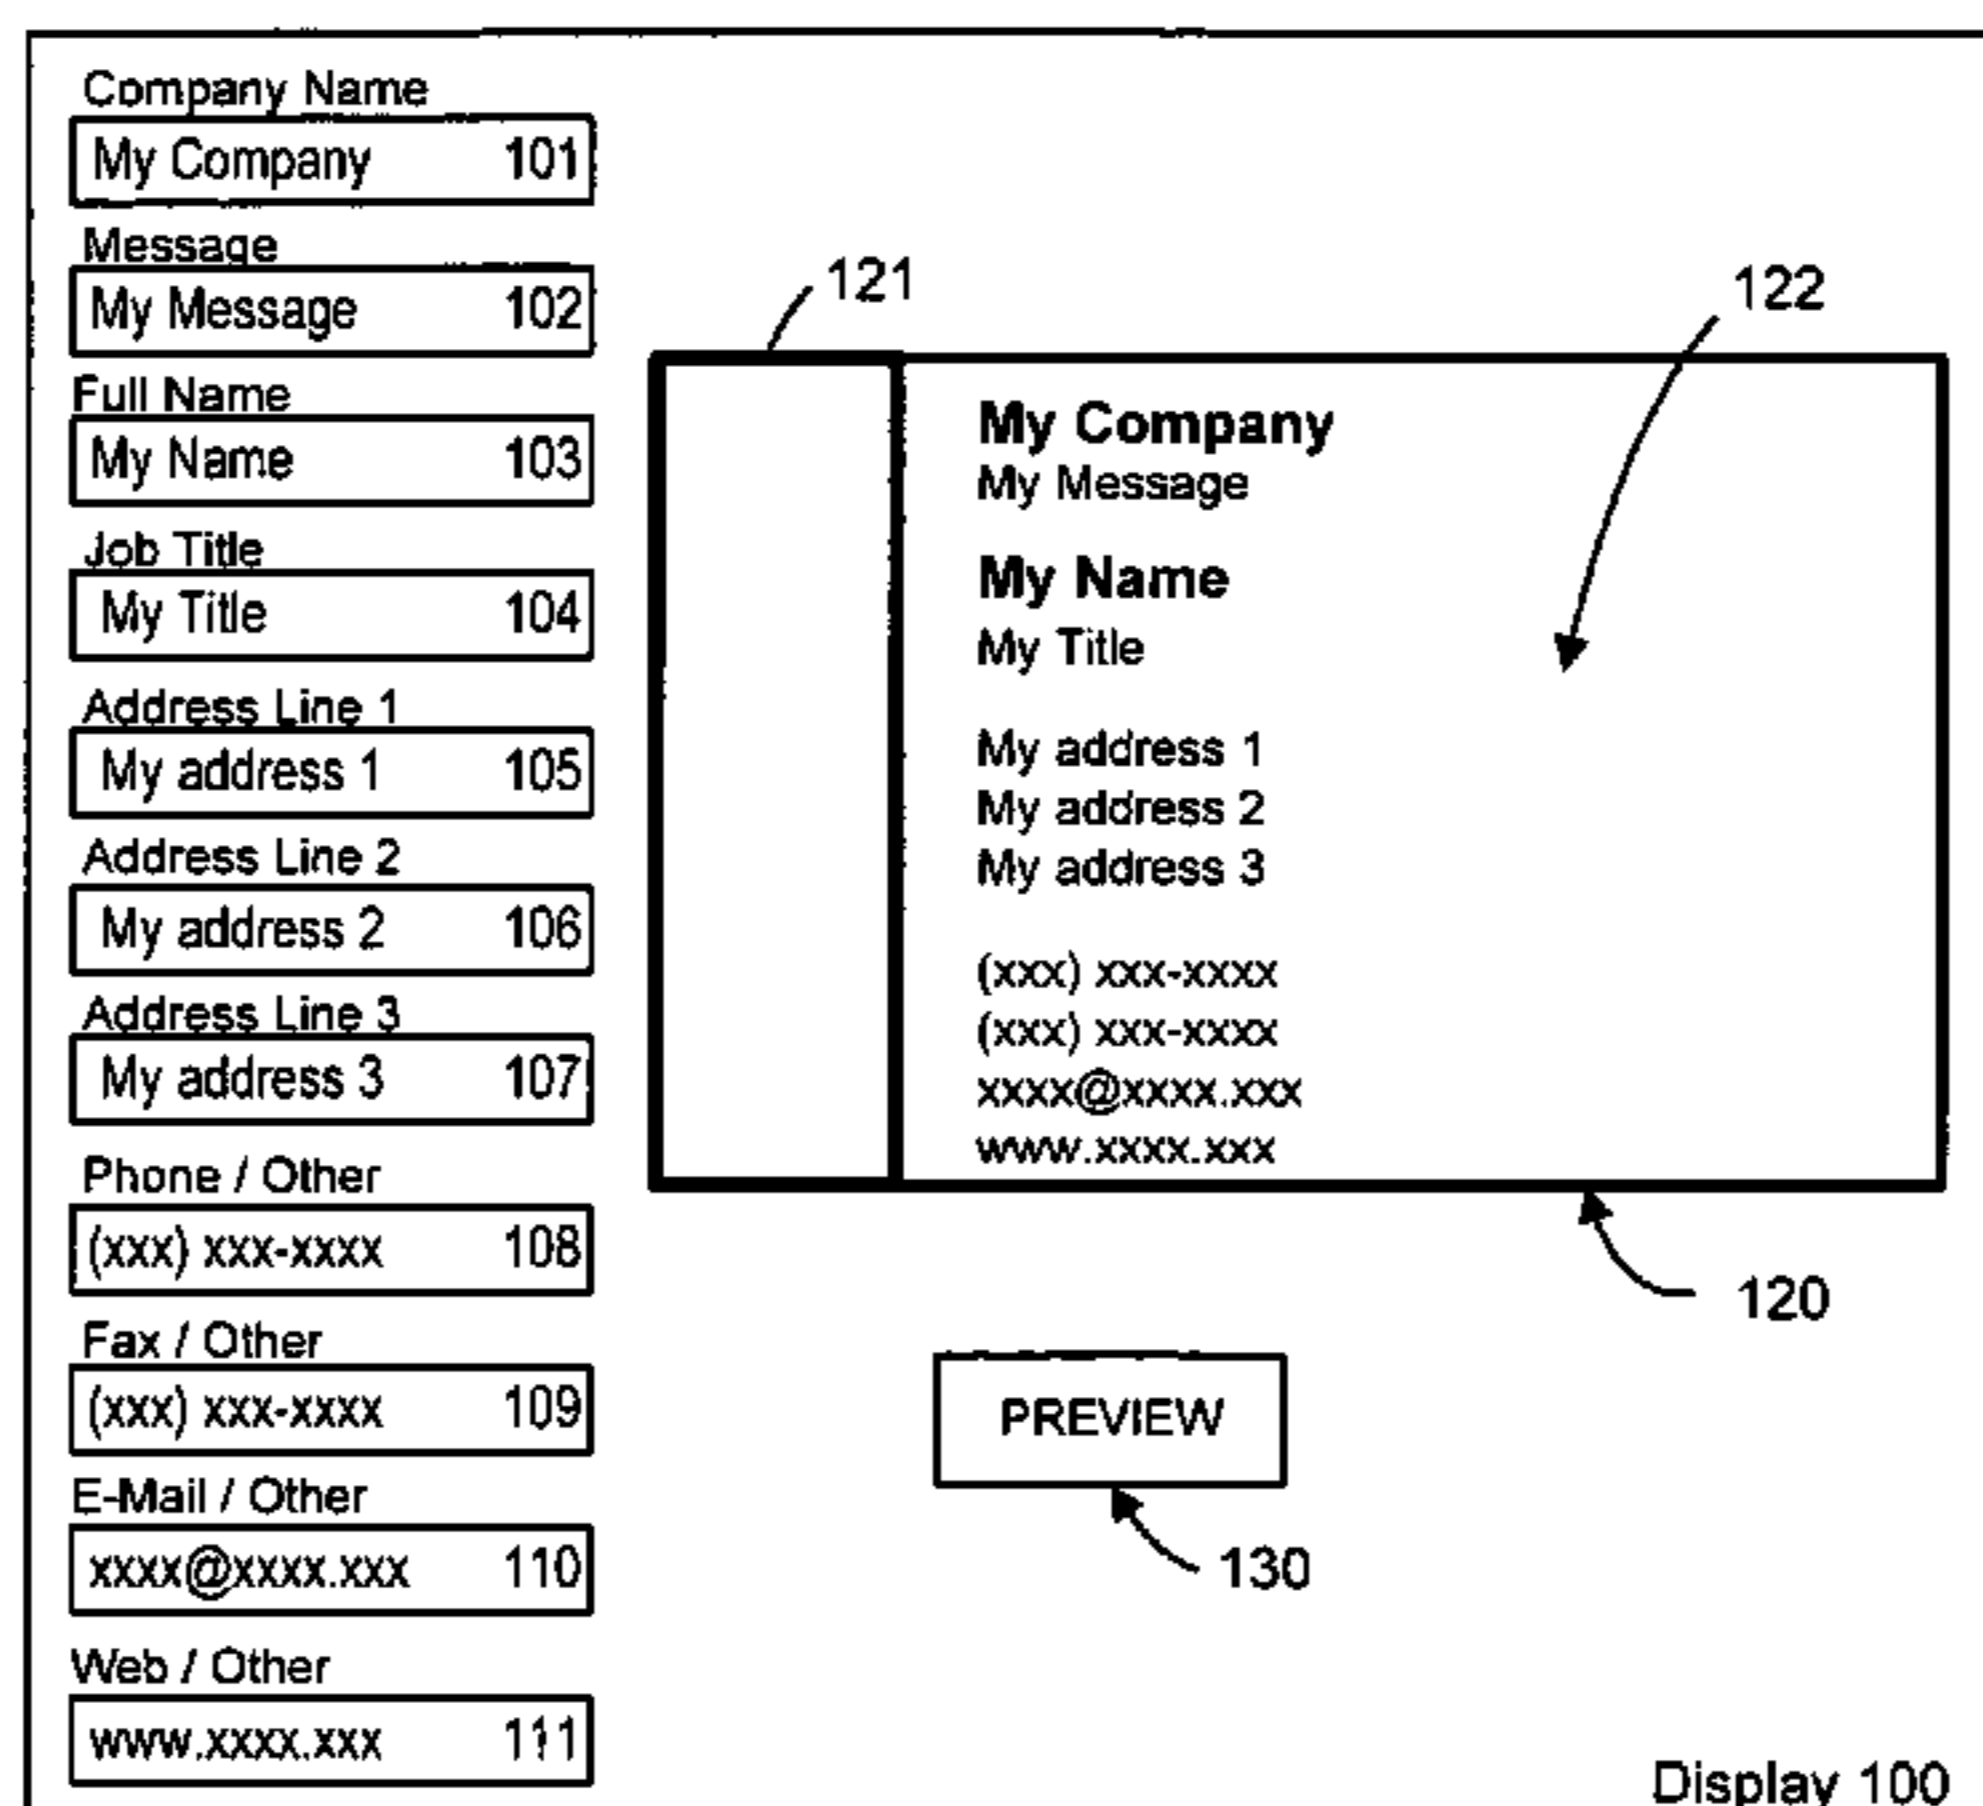 Company Name
My Company 101
Message
My Message 102
Full Name
My Name 103
Job Title
My Title 104
Address Line 1
My address 1 105
Address Line 2
My address 2 106
Address Line 3
My address 3 107
Phone / Other
(xxx) xxx-xxxx 108
Fax / Other
(xxx) xxx-xxxx 109
E-Mail / Other
xxxx@xxxx.xxx 110
Web / Other
www.xxxx.xxx 111
121
122
My Company
My Message
My Name
My Title
My address 1
My address 2
My address 3
(xxx) xxx-xxxx
(xxx) xxx-xxxx
xxxx@xxxx.xxx
www.xxxx.xxx
120
PREVIEW
130
Display 100